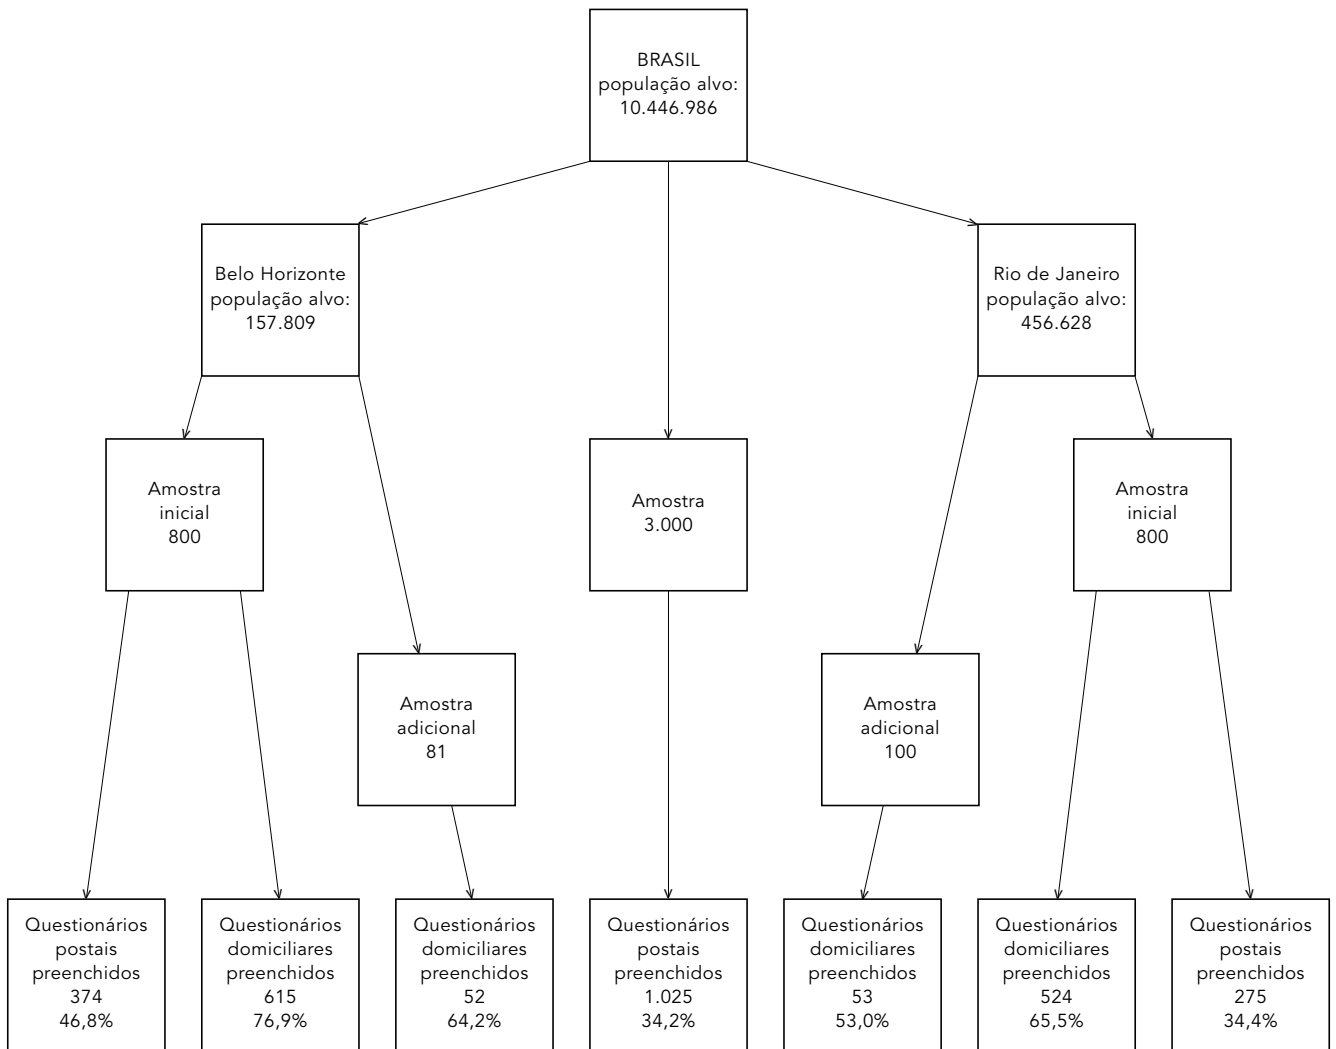 BRASIL
população alvo:
10.446.986
Belo Horizonte
população alvo:
157.809
Rio de Janeiro
população alvo:
456.628
Amostra
inicial
800
Amostra
3.000
Amostra
inicial
800
Amostra
adicional
81
Amostra
adicional
100
Questionários
postais
preenchidos
374
46,8%
Questionários
domiciliares
preenchidos
615
76,9%
Questionários
domiciliares
preenchidos
52
64,2%
Questionários
postais
preenchidos
1.025
34,2%
Questionários
domiciliares
preenchidos
53
53,0%
Questionários
domiciliares
preenchidos
524
65,5%
Questionários
postais
preenchidos
275
34,4%